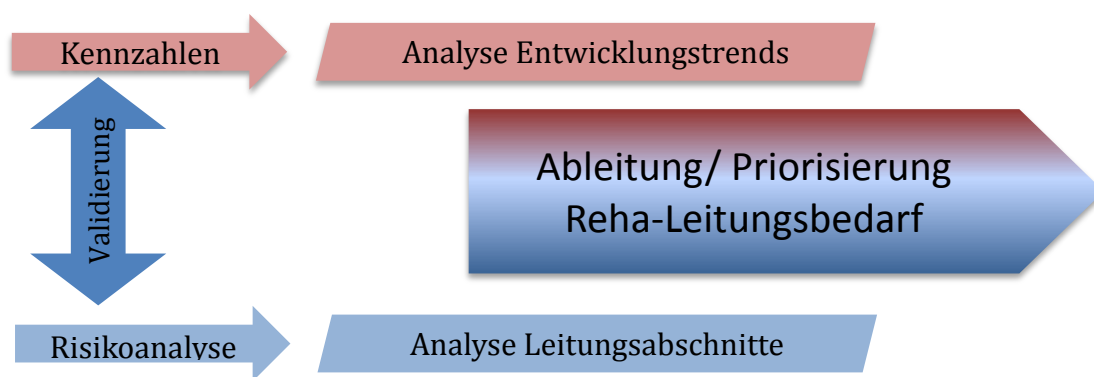 Kennzahlen
Analyse Entwicklungstrends
Validierung
Ableitung/ Priorisierung
Reha-Leitungsbedarf
Risikoanalyse
Analyse Leitungsabschnitte